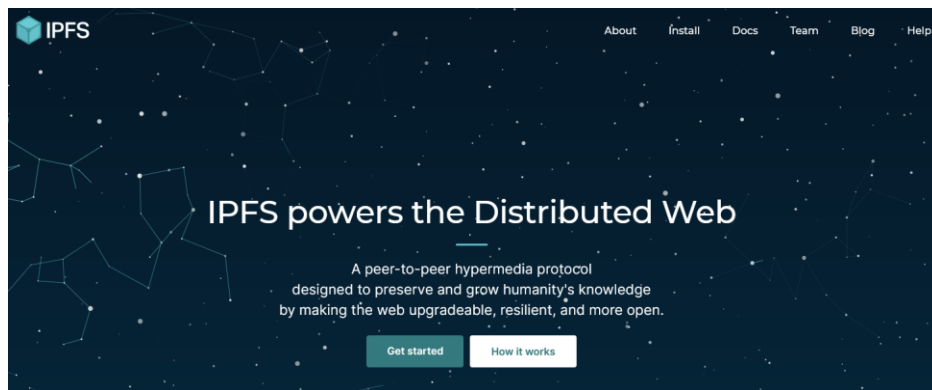 IPFS
About Install Docs Team Blog Help
IPFS powers the Distributed Web
A peer-to-peer hypermedia protocol
designed to preserve and grow humanity's knowledge
by making the web upgradeable, resilient, and more open.
Get started How it works